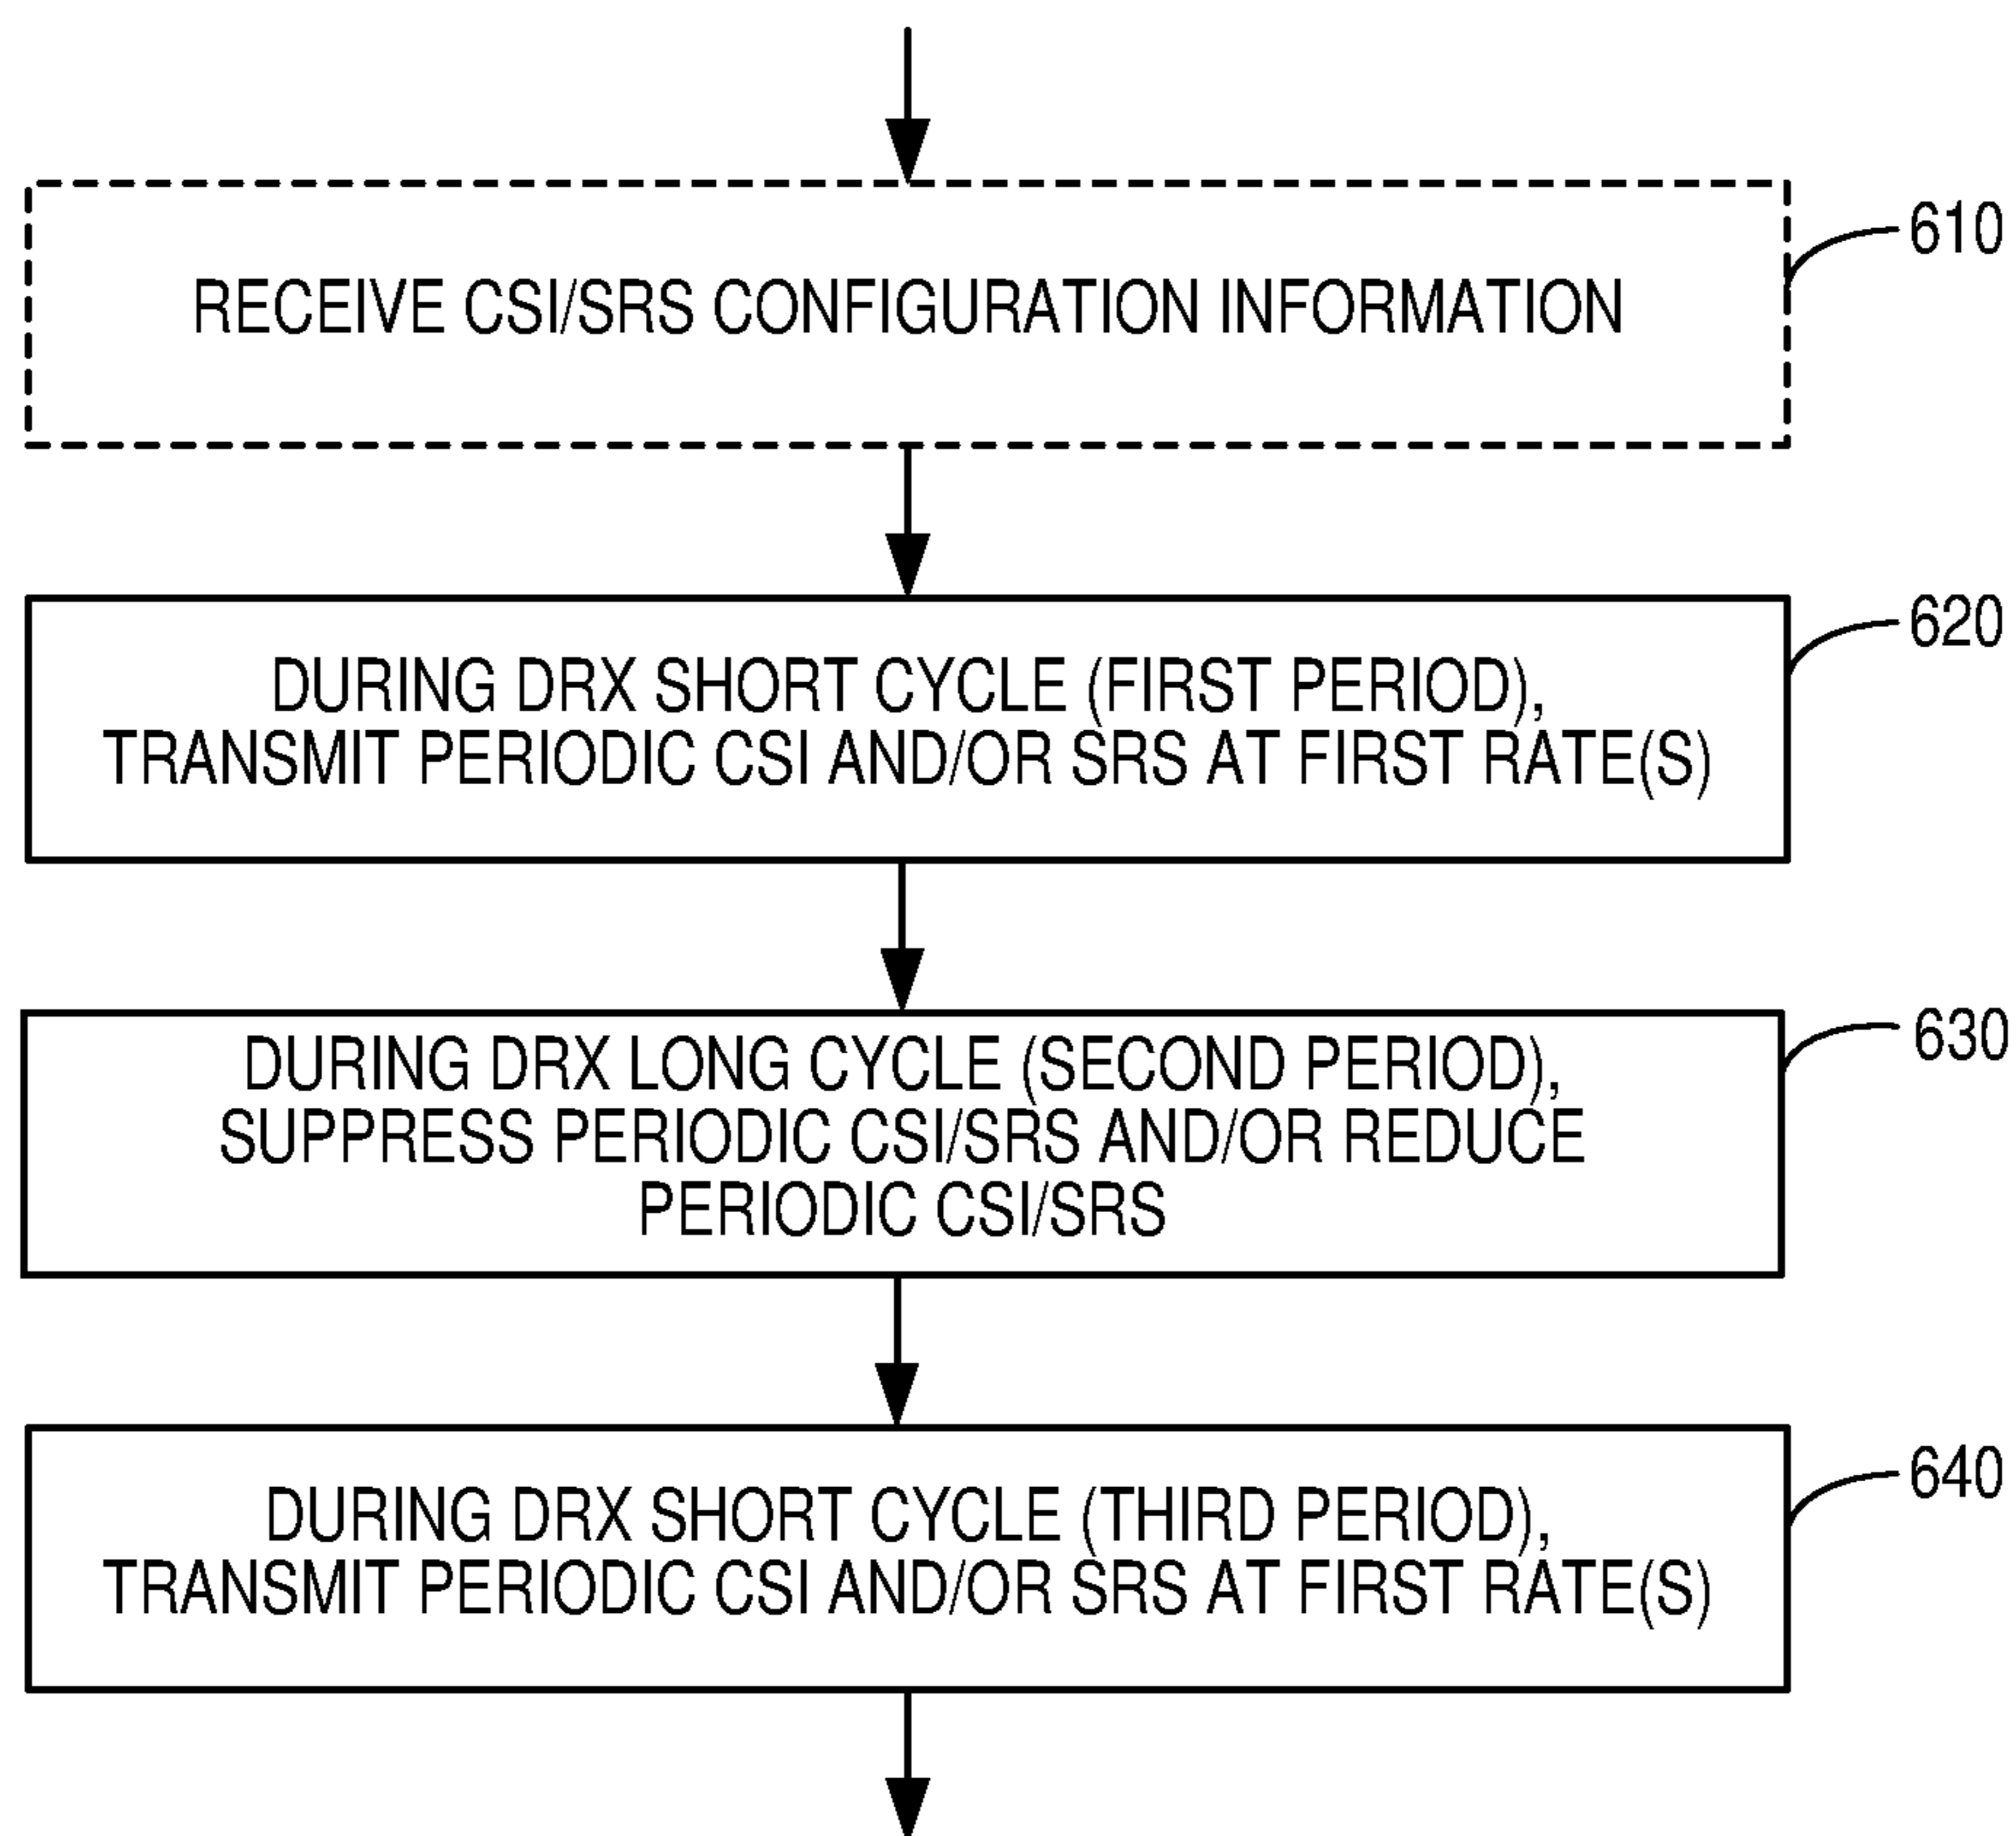 610
RECEIVE CSI/SRS CONFIGURATION INFORMATION
620
DURING DRX SHORT CYCLE (FIRST PERIOD),
TRANSMIT PERIODIC CSI AND/OR SRS AT FIRST RATE(S)
630
DURING DRX LONG CYCLE (SECOND PERIOD),
SUPPRESS PERIODIC CSI/SRS AND/OR REDUCE
PERIODIC CSI/SRS
640
DURING DRX SHORT CYCLE (THIRD PERIOD),
TRANSMIT PERIODIC CSI AND/OR SRS AT FIRST RATE(S)